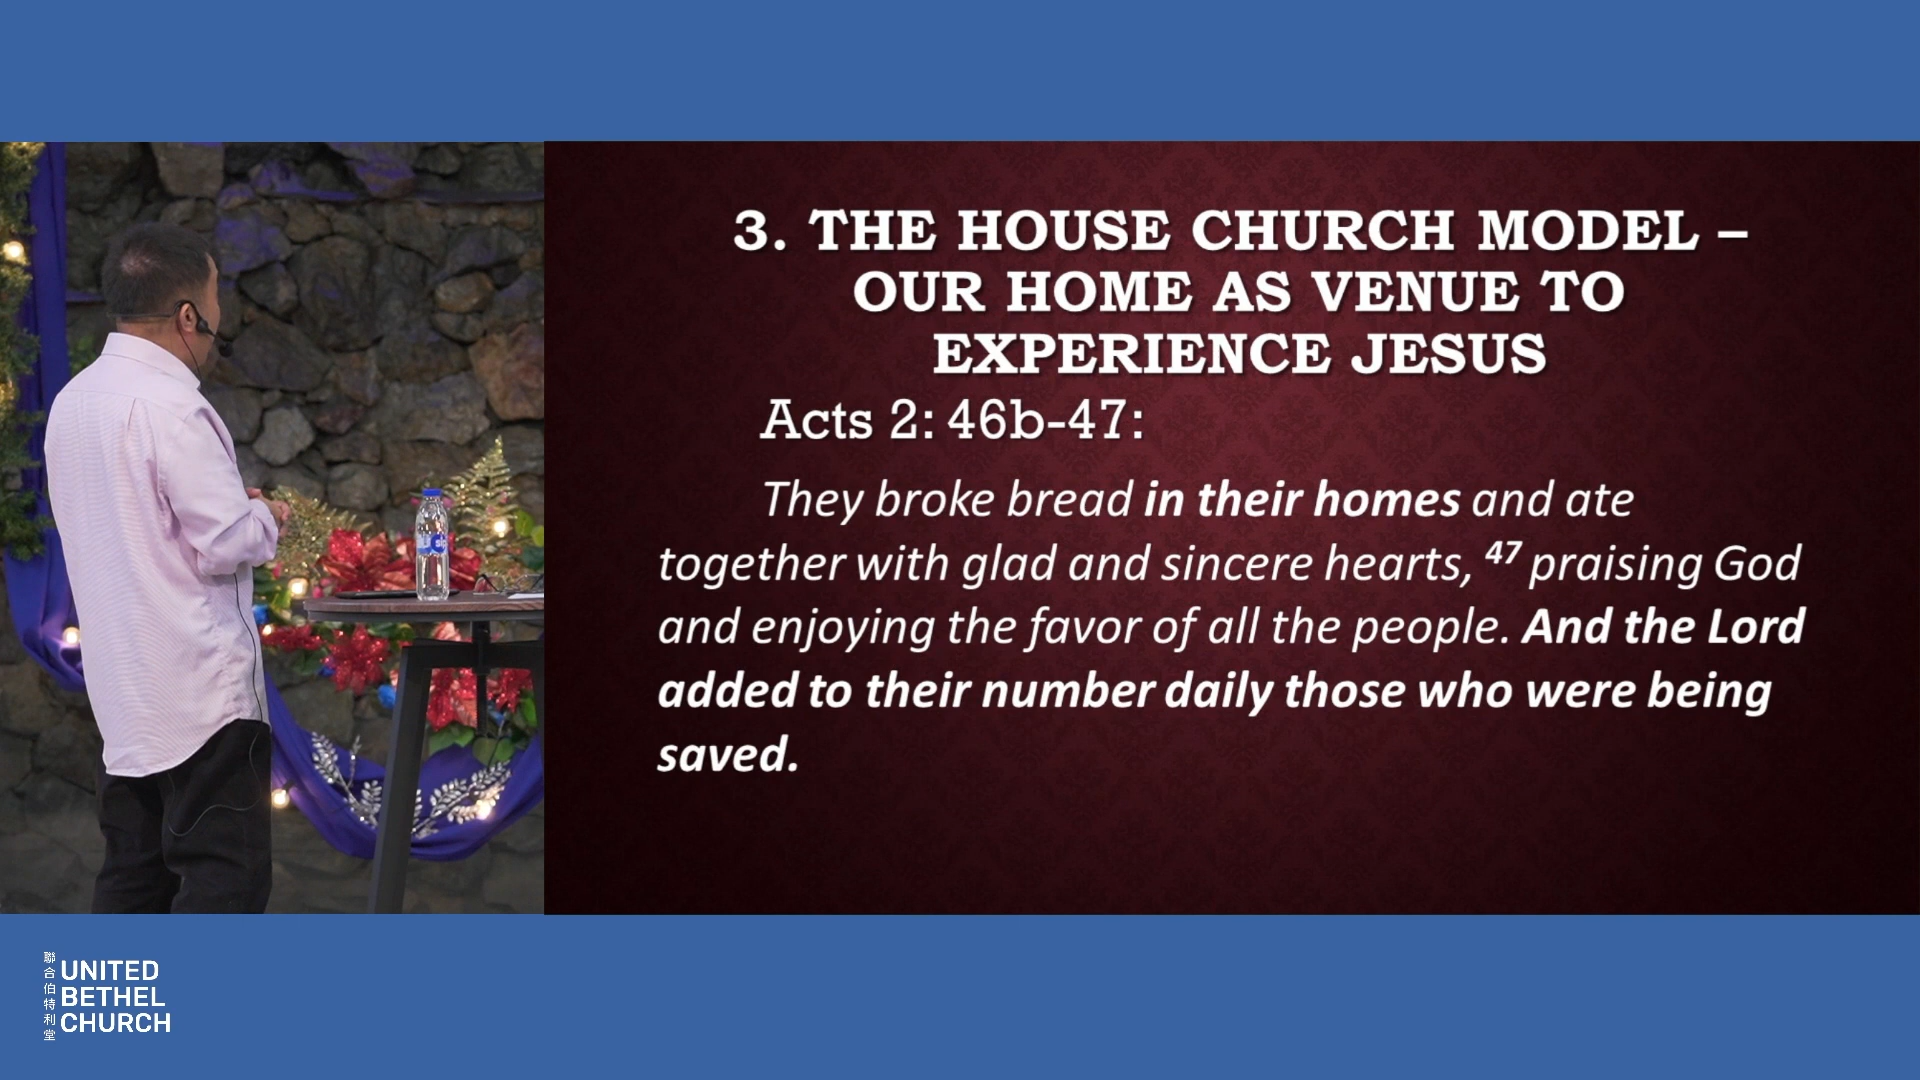 3. THE HOUSE CHURCH MODEL –
OUR HOME AS VENUE TO
EXPERIENCE JESUS
Acts 2: 46b-47:
They broke bread in their homes and ate
together with glad and sincere hearts, ⁴⁷ praising God
and enjoying the favor of all the people. And the Lord
added to their number daily those who were being
saved.
聯合伯特利堂
UNITED
BETHEL
CHURCH